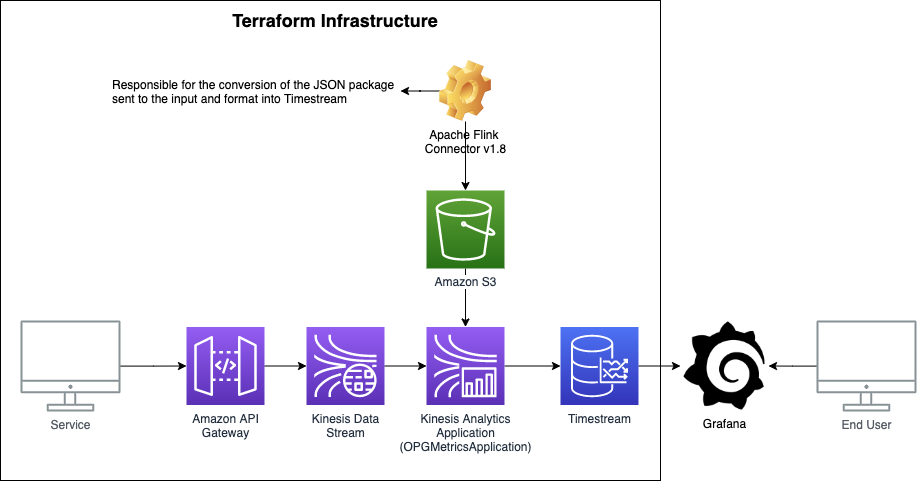 Terraform Infrastructure
Responsible for the conversion of the JSON package
sent to the input and format into Timestream
Apache Flink
Connector v1.8
Amazon S3
</>
Service
Amazon API
Gateway
Kinesis Data
Stream
Kinesis Analytics
Application
(OPGMetricsApplication)
Timestream
Grafana
End User